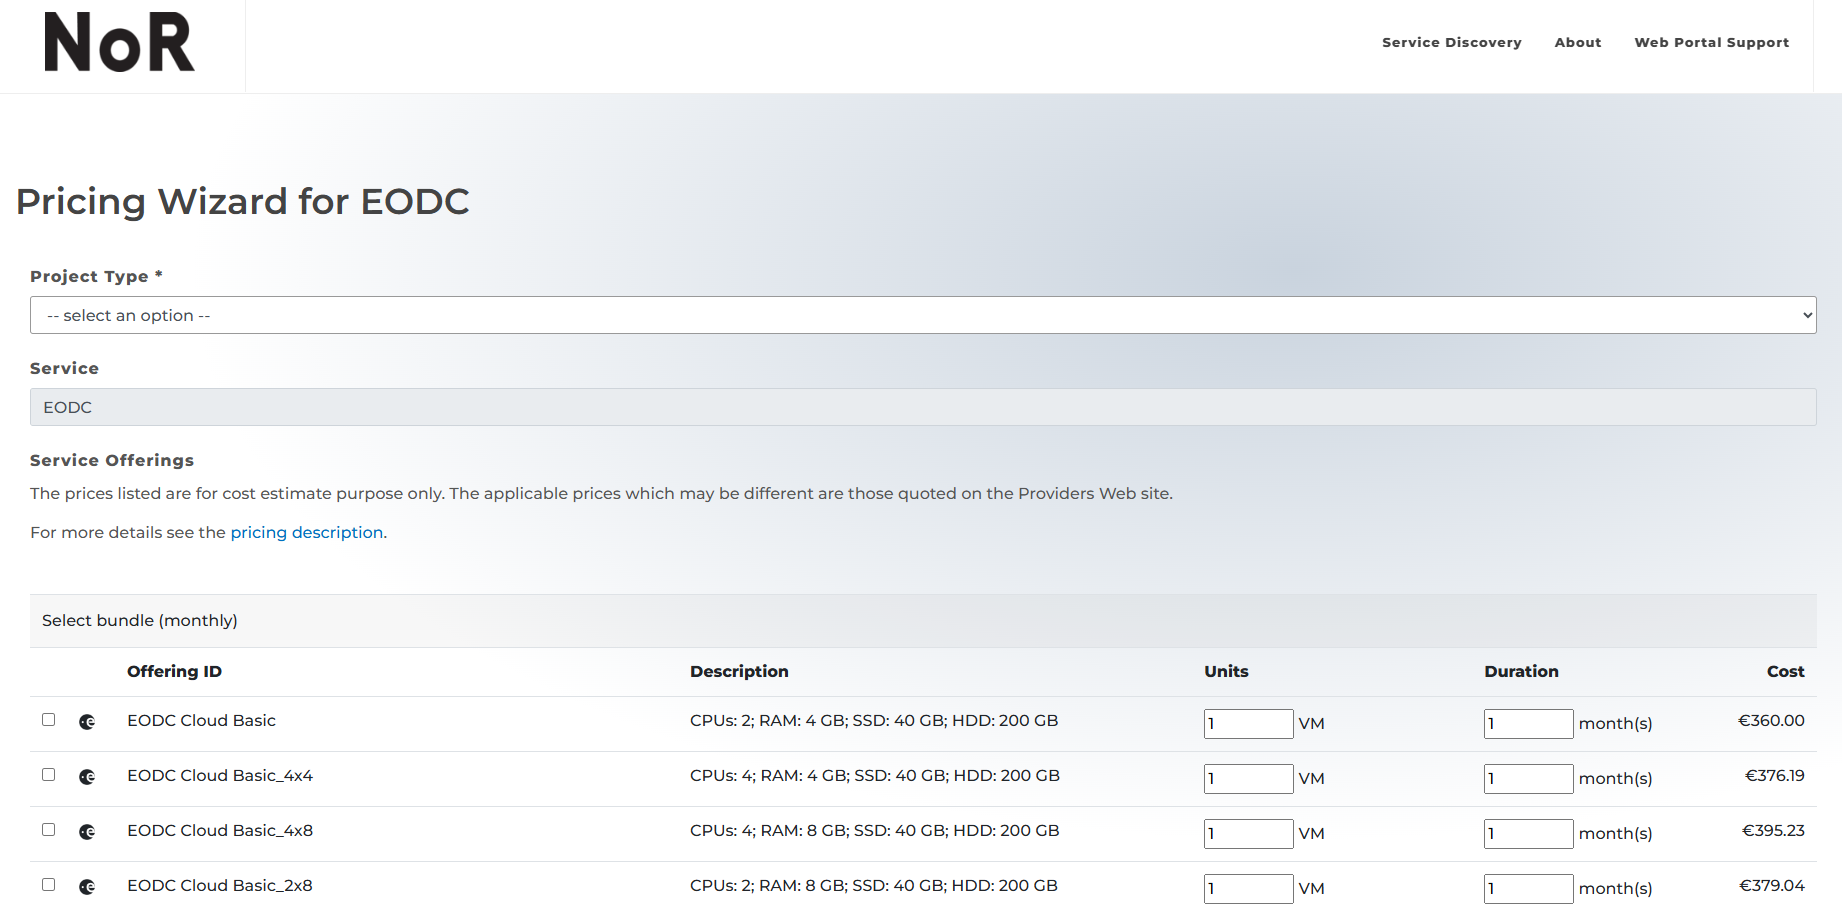 NoR
Service Discovery About Web Portal Support
Pricing Wizard for EODC
Project Type *
-- select an option --
Service
EODC
Service Offerings
The prices listed are for cost estimate purpose only. The applicable prices which may be different are those quoted on the Providers Web site.
For more details see the pricing description.
Select bundle (monthly)
Offering ID Description Units Duration Cost
EODC Cloud Basic CPUs: 2; RAM: 4 GB; SSD: 40 GB; HDD: 200 GB 1 VM 1 month(s) €360.00
EODC Cloud Basic_4x4 CPUs: 4; RAM: 4 GB; SSD: 40 GB; HDD: 200 GB 1 VM 1 month(s) €376.19
EODC Cloud Basic_4x8 CPUs: 4; RAM: 8 GB; SSD: 40 GB; HDD: 200 GB 1 VM 1 month(s) €395.23
EODC Cloud Basic_2x8 CPUs: 2; RAM: 8 GB; SSD: 40 GB; HDD: 200 GB 1 VM 1 month(s) €379.04